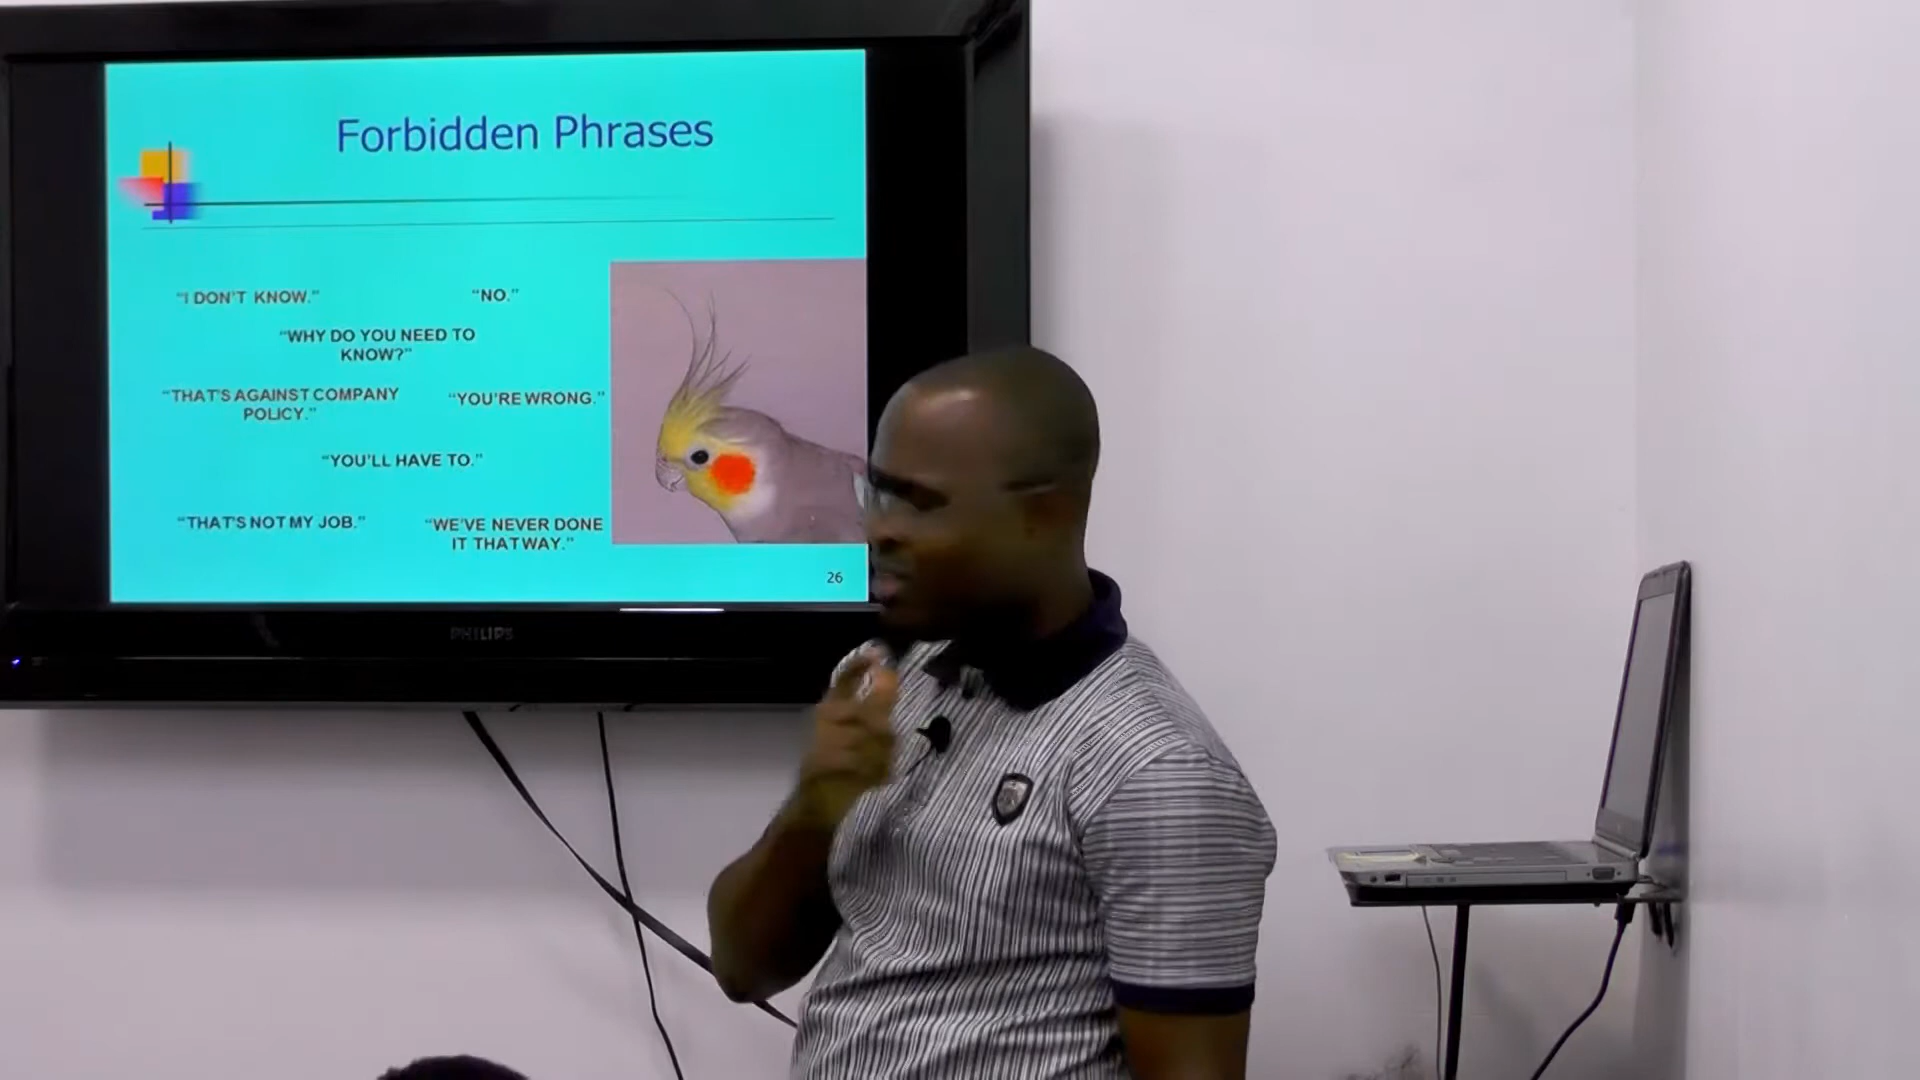 Forbidden Phrases
"I DON'T KNOW."
"NO."
"WHY DO YOU NEED TO
KNOW?"
"THAT'S AGAINST COMPANY
POLICY."
"YOU'RE WRONG."
"YOU'LL HAVE TO."
"THAT'S NOT MY JOB."
"WE'VE NEVER DONE
IT THAT WAY."
26
PHILIPS